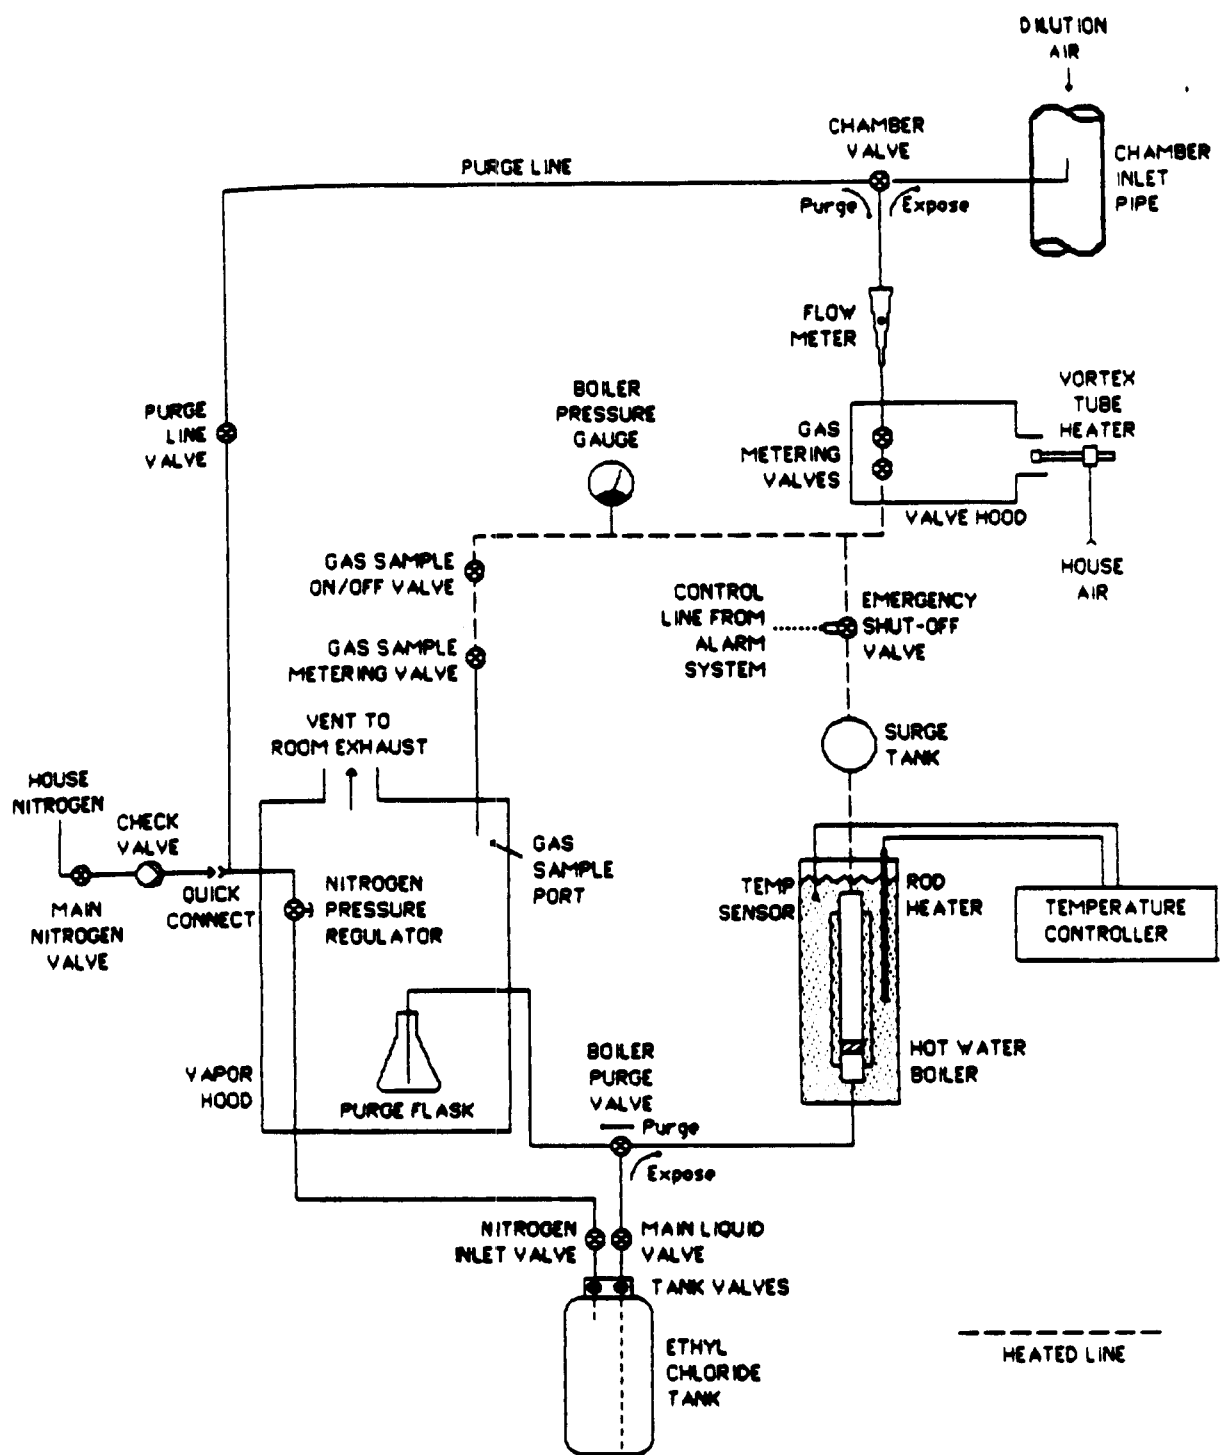 DILUTION
AIR
CHAMBER
VALVE
PURGE LINE
CHAMBER
INLET
PIPE
Purge
Expose
FLOW
METER
BOILER
PRESSURE
GAUGE
VORTEX
TUBE
HEATER
PURGE
LINE
VALVE
GAS
METERING
VALVES
VALVE HOOD
GAS SAMPLE
ON/OFF VALVE
HOUSE
AIR
CONTROL
LINE FROM
ALARM
SYSTEM
EMERGENCY
SHUT-OFF
VALVE
GAS SAMPLE
METERING VALVE
VENT TO
ROOM EXHAUST
SURGE
TANK
HOUSE
NITROGEN
CHECK
VALVE
GAS
SAMPLE
PORT
QUICK
CONNECT
MAIN
NITROGEN
VALVE
NITROGEN
PRESSURE
REGULATOR
TEMP
SENSOR
ROD
HEATER
TEMPERATURE
CONTROLLER
HOT WATER
BOILER
VAPOR
HOOD
PURGE FLASK
BOILER
PURGE
VALVE
Purge
Expose
NITROGEN
INLET VALVE
MAIN LIQUID
VALVE
TANK VALVES
ETHYL
CHLORIDE
TANK
HEATED LINE